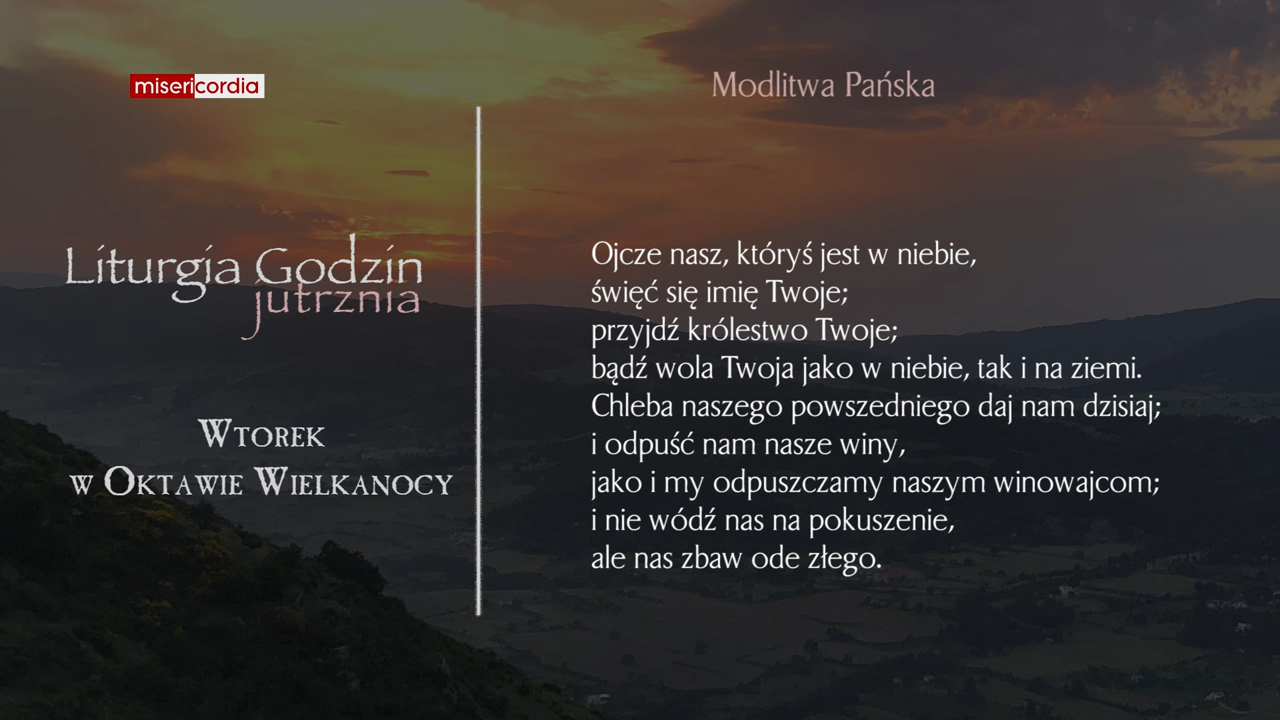 misericordia
Modlitwa Pańska
Liturgia Godzin
jutrznia
Wtorek
w Oktawie Wielkanocy
Ojcze nasz, któryś jest w niebie,
święć się imię Twoje;
przyjdź królestwo Twoje;
bądź wola Twoja jako w niebie, tak i na ziemi.
Chleba naszego powszedniego daj nam dzisiaj;
i odpuść nam nasze winy,
jako i my odpuszczamy naszym winowajcom;
i nie wódź nas na pokuszenie,
ale nas zbaw ode złego.